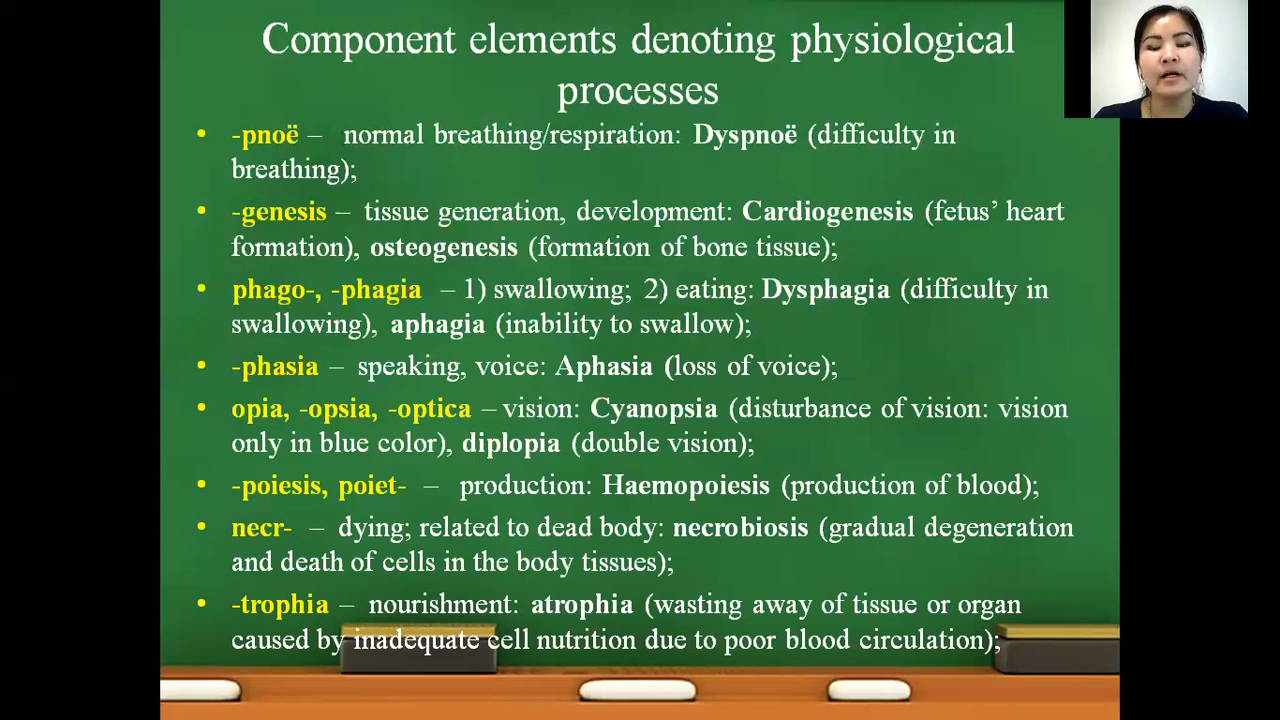 Component elements denoting physiological
processes
• -pnoë – normal breathing/respiration: Dyspnoë (difficulty in
breathing);
• -genesis – tissue generation, development: Cardiogenesis (fetus’ heart
formation), osteogenesis (formation of bone tissue);
• phago-, -phagia – 1) swallowing; 2) eating: Dysphagia (difficulty in
swallowing), aphagia (inability to swallow);
• -phasia – speaking, voice: Aphasia (loss of voice);
• opia, -opsia, -optica – vision: Cyanopsia (disturbance of vision: vision
only in blue color), diplopia (double vision);
• -poiesis, poiet- – production: Haemopoiesis (production of blood);
• necr- – dying; related to dead body: necrobiosis (gradual degeneration
and death of cells in the body tissues);
• -trophia – nourishment: atrophia (wasting away of tissue or organ
caused by inadequate cell nutrition due to poor blood circulation);